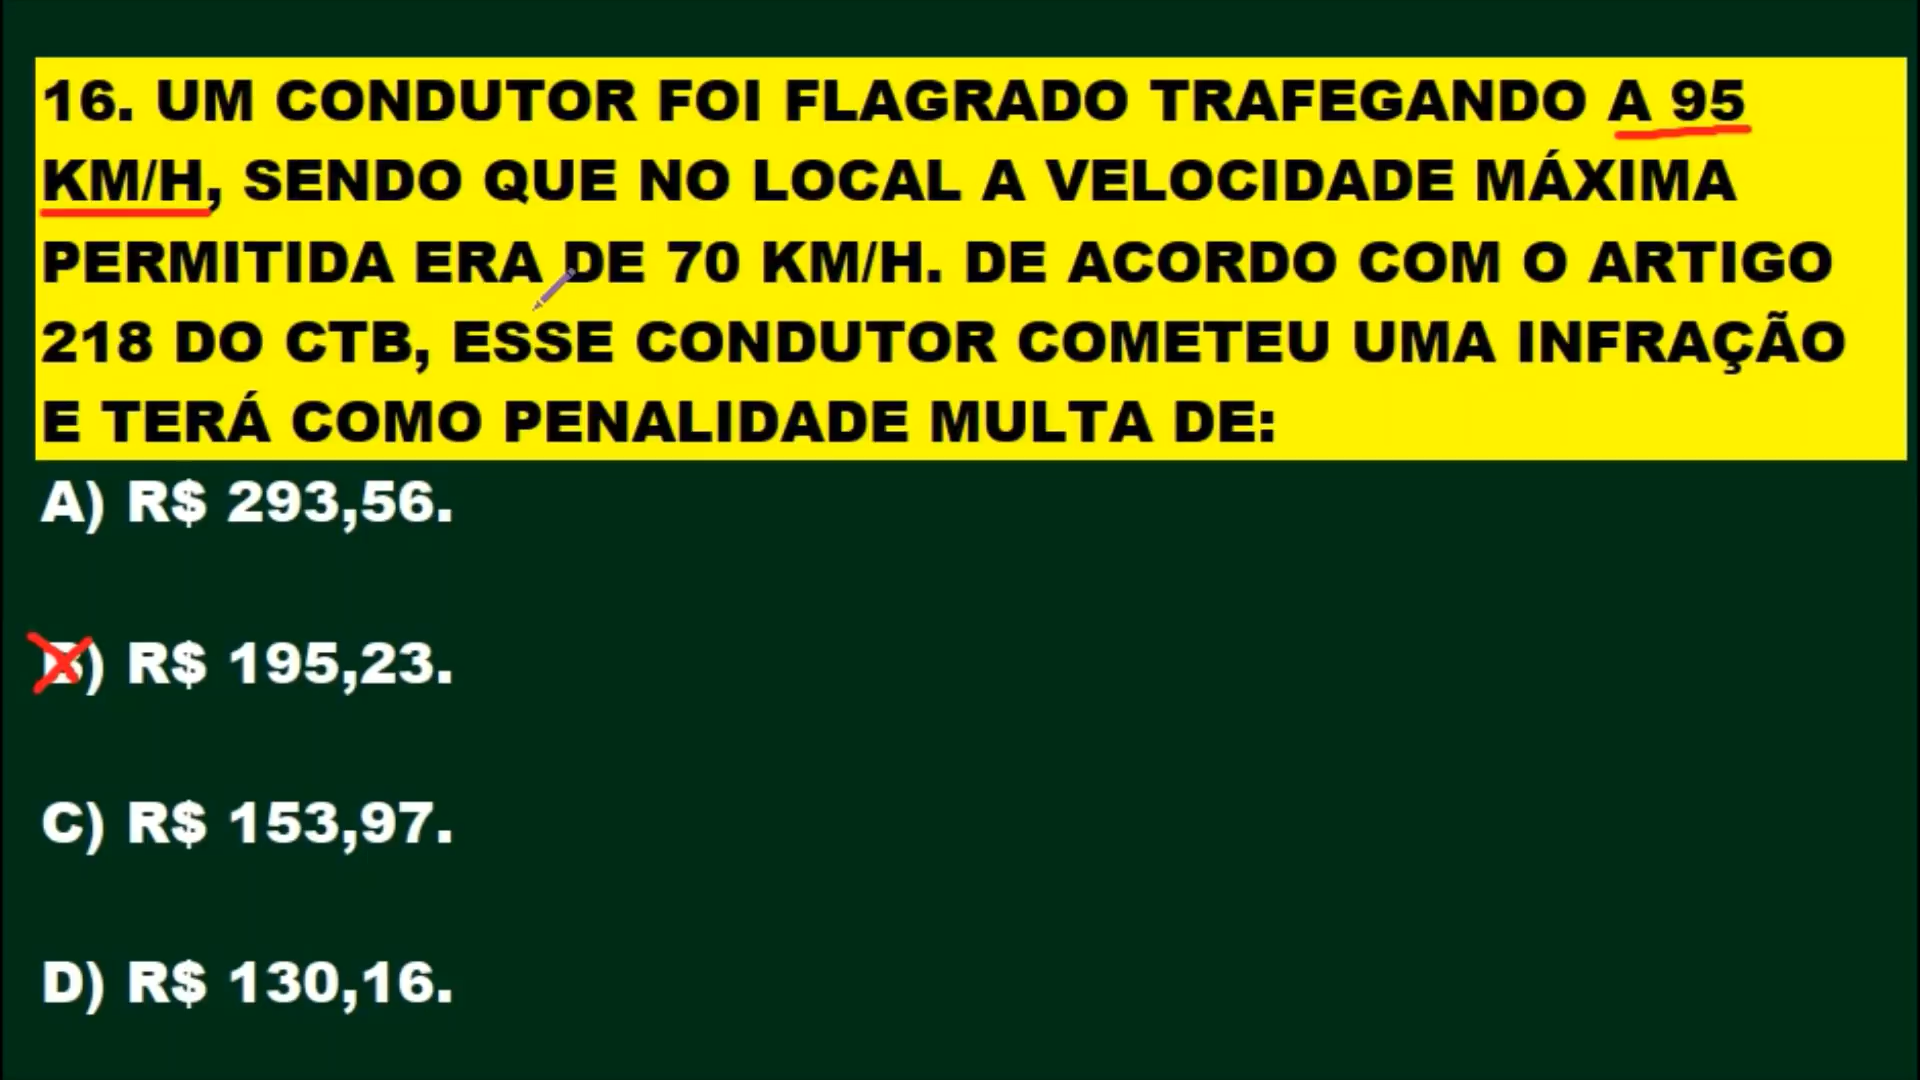 16. UM CONDUTOR FOI FLAGRADO TRAFEGANDO A 95
KM/H, SENDO QUE NO LOCAL A VELOCIDADE MÁXIMA
PERMITIDA ERA DE 70 KM/H. DE ACORDO COM O ARTIGO
218 DO CTB, ESSE CONDUTOR COMETEU UMA INFRAÇÃO
E TERÁ COMO PENALIDADE MULTA DE:
A) R$ 293,56.
B) R$ 195,23.
C) R$ 153,97.
D) R$ 130,16.